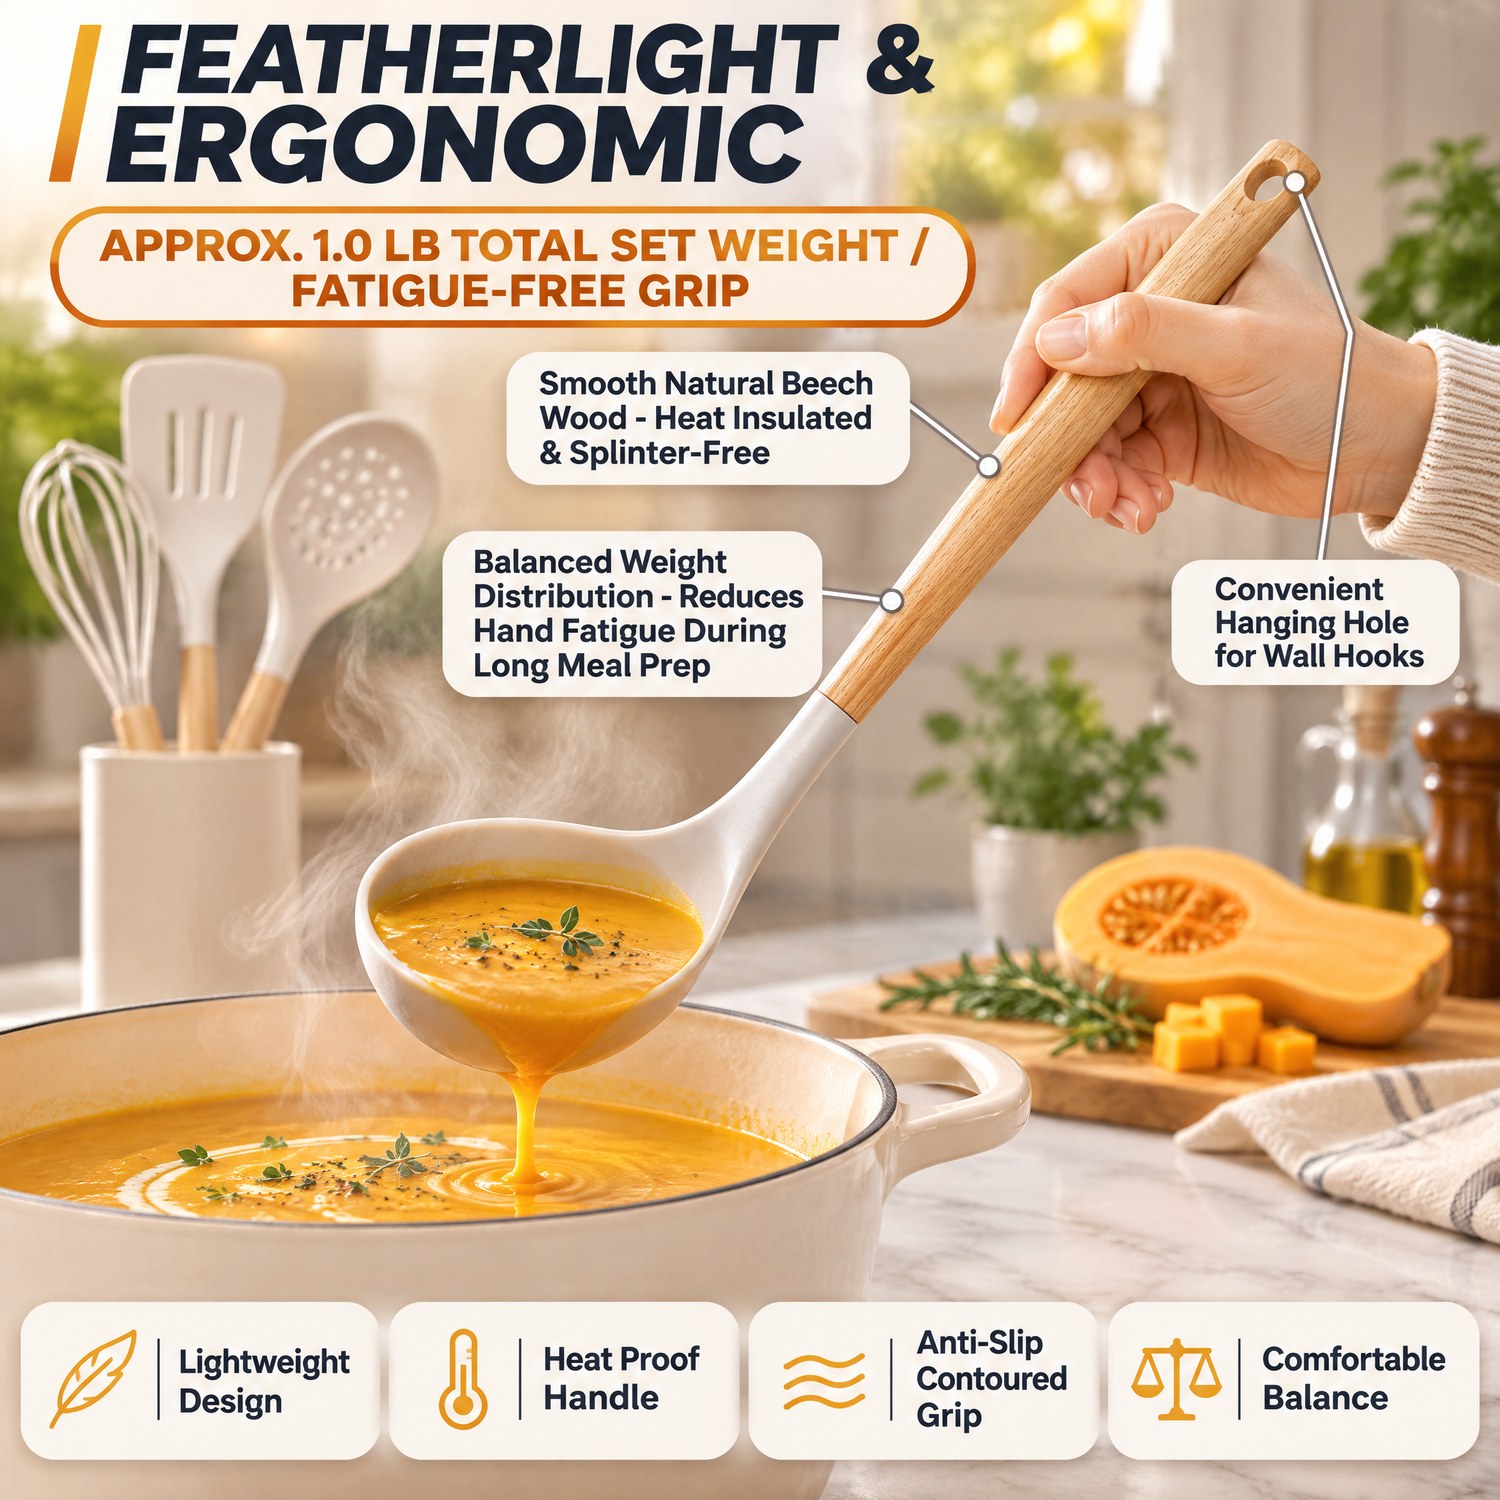 FEATHERLIGHT &
ERGONOMIC
APPROX. 1.0 LB TOTAL SET WEIGHT /
FATIGUE-FREE GRIP
Smooth Natural Beech
Wood - Heat Insulated
& Splinter-Free
Balanced Weight
Distribution - Reduces
Hand Fatigue During
Long Meal Prep
Convenient
Hanging Hole
for Wall Hooks
Lightweight
Design
Heat Proof
Handle
Anti-Slip
Contoured
Grip
Comfortable
Balance